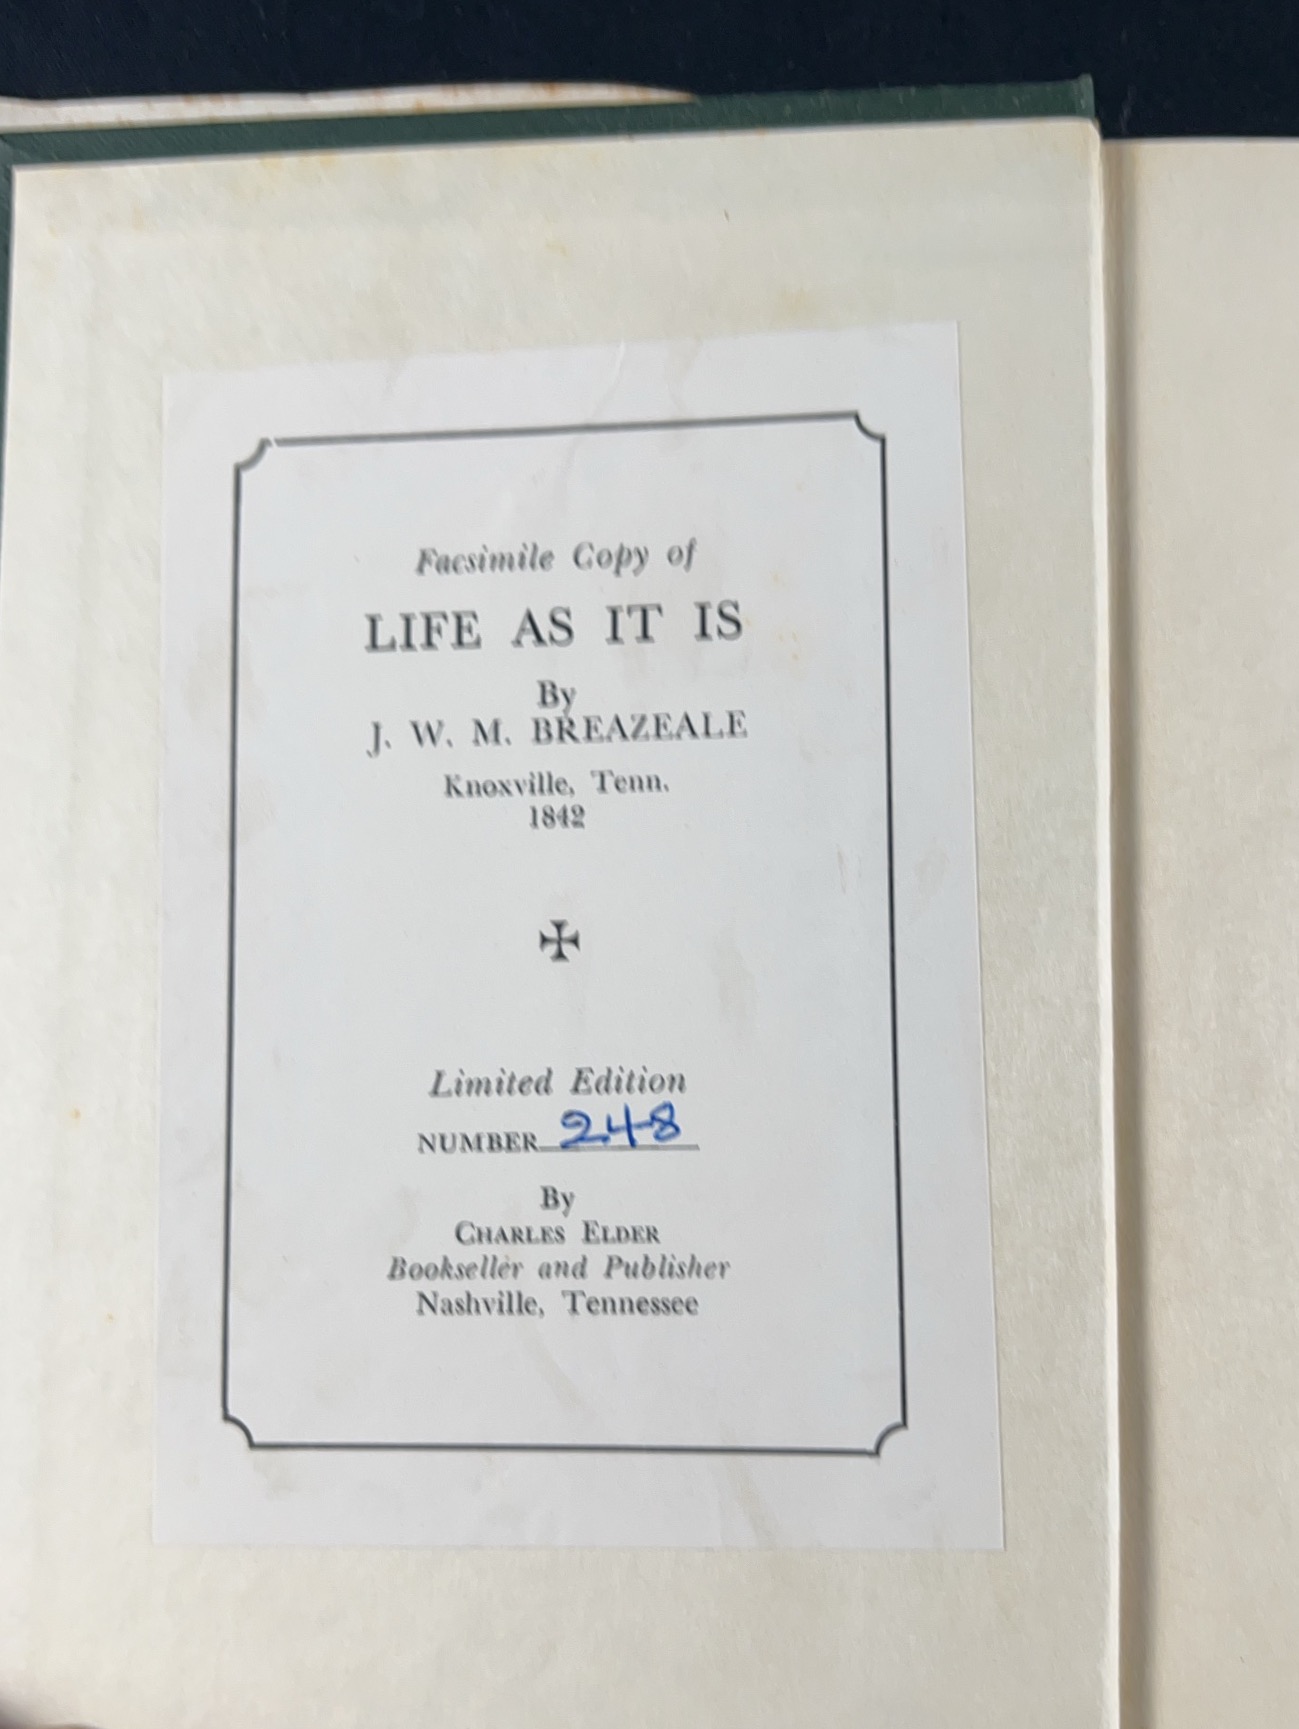 Facsimile Copy of
LIFE AS IT IS
By
J. W. M. BREAZEALE
Knoxville, Tenn.
1842
Limited Edition
NUMBER 248
By
CHARLES ELDER
Bookseller and Publisher
Nashville, Tennessee